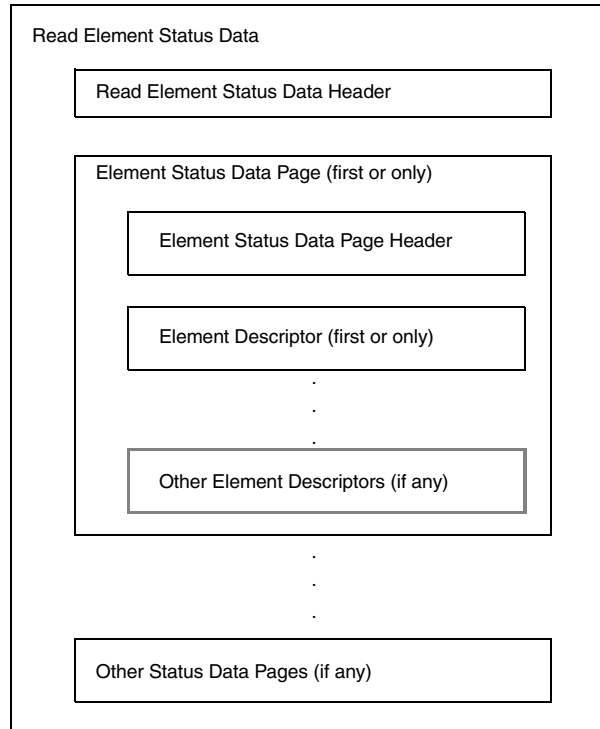 Read Element Status Data
Read Element Status Data Header
Element Status Data Page (first or only)
Element Status Data Page Header
Element Descriptor (first or only)
.
.
.
Other Element Descriptors (if any)
.
.
.
Other Status Data Pages (if any)